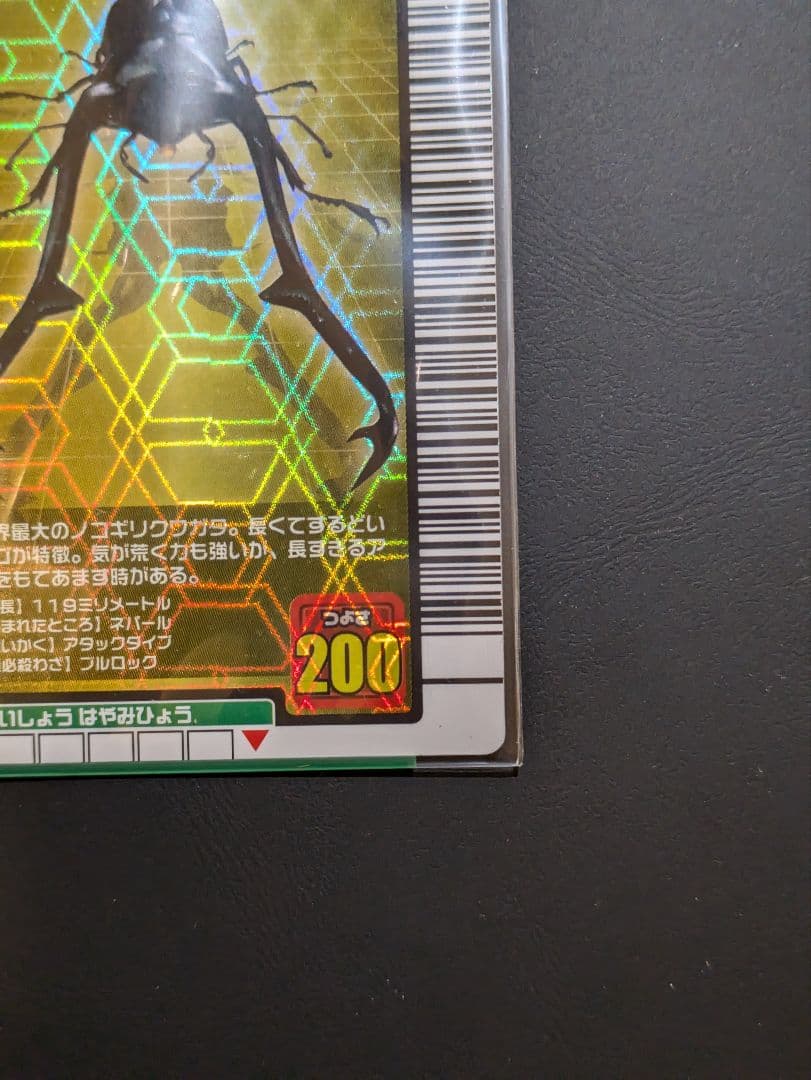 界最大のノコギリクワガタ。長くてするどい
ゴが特徴。気が荒く力も強いが、長すぎるア
をもてあます時がある。
長】119ミリメートル
まれたところ】ネパール
いかく】アタックタイプ
必殺わざ】フルロック
つよさ
200
いしょう はやみひょう